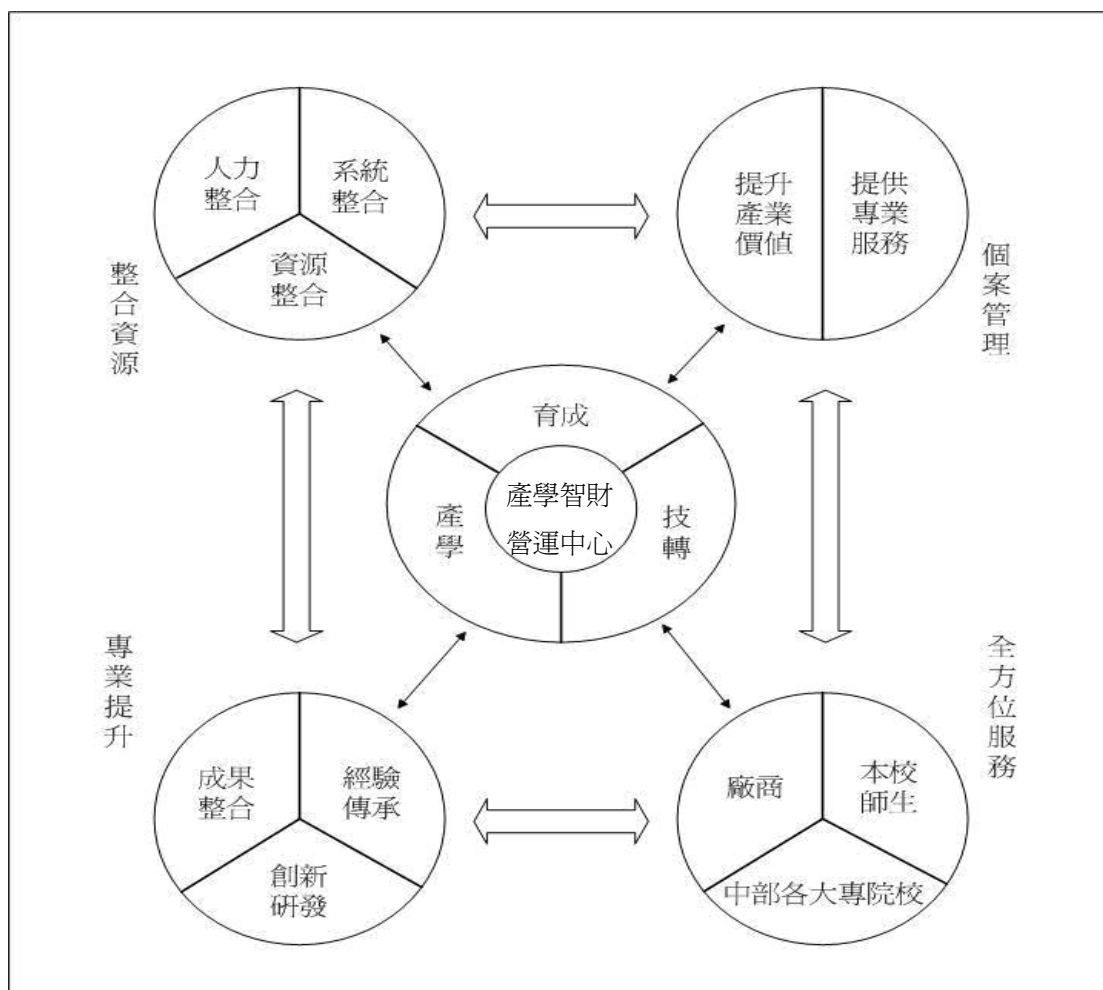 人力
整合
系統
整合
資源
整合
整合資源
提升
產業
價值
提供
專業
服務
個案管理
育成
產學
技轉
產學智財
營運中心
專業提升
成果
整合
經驗
傳承
創新
研發
全方位服務
廠商
本校
師生
中部各大專院校